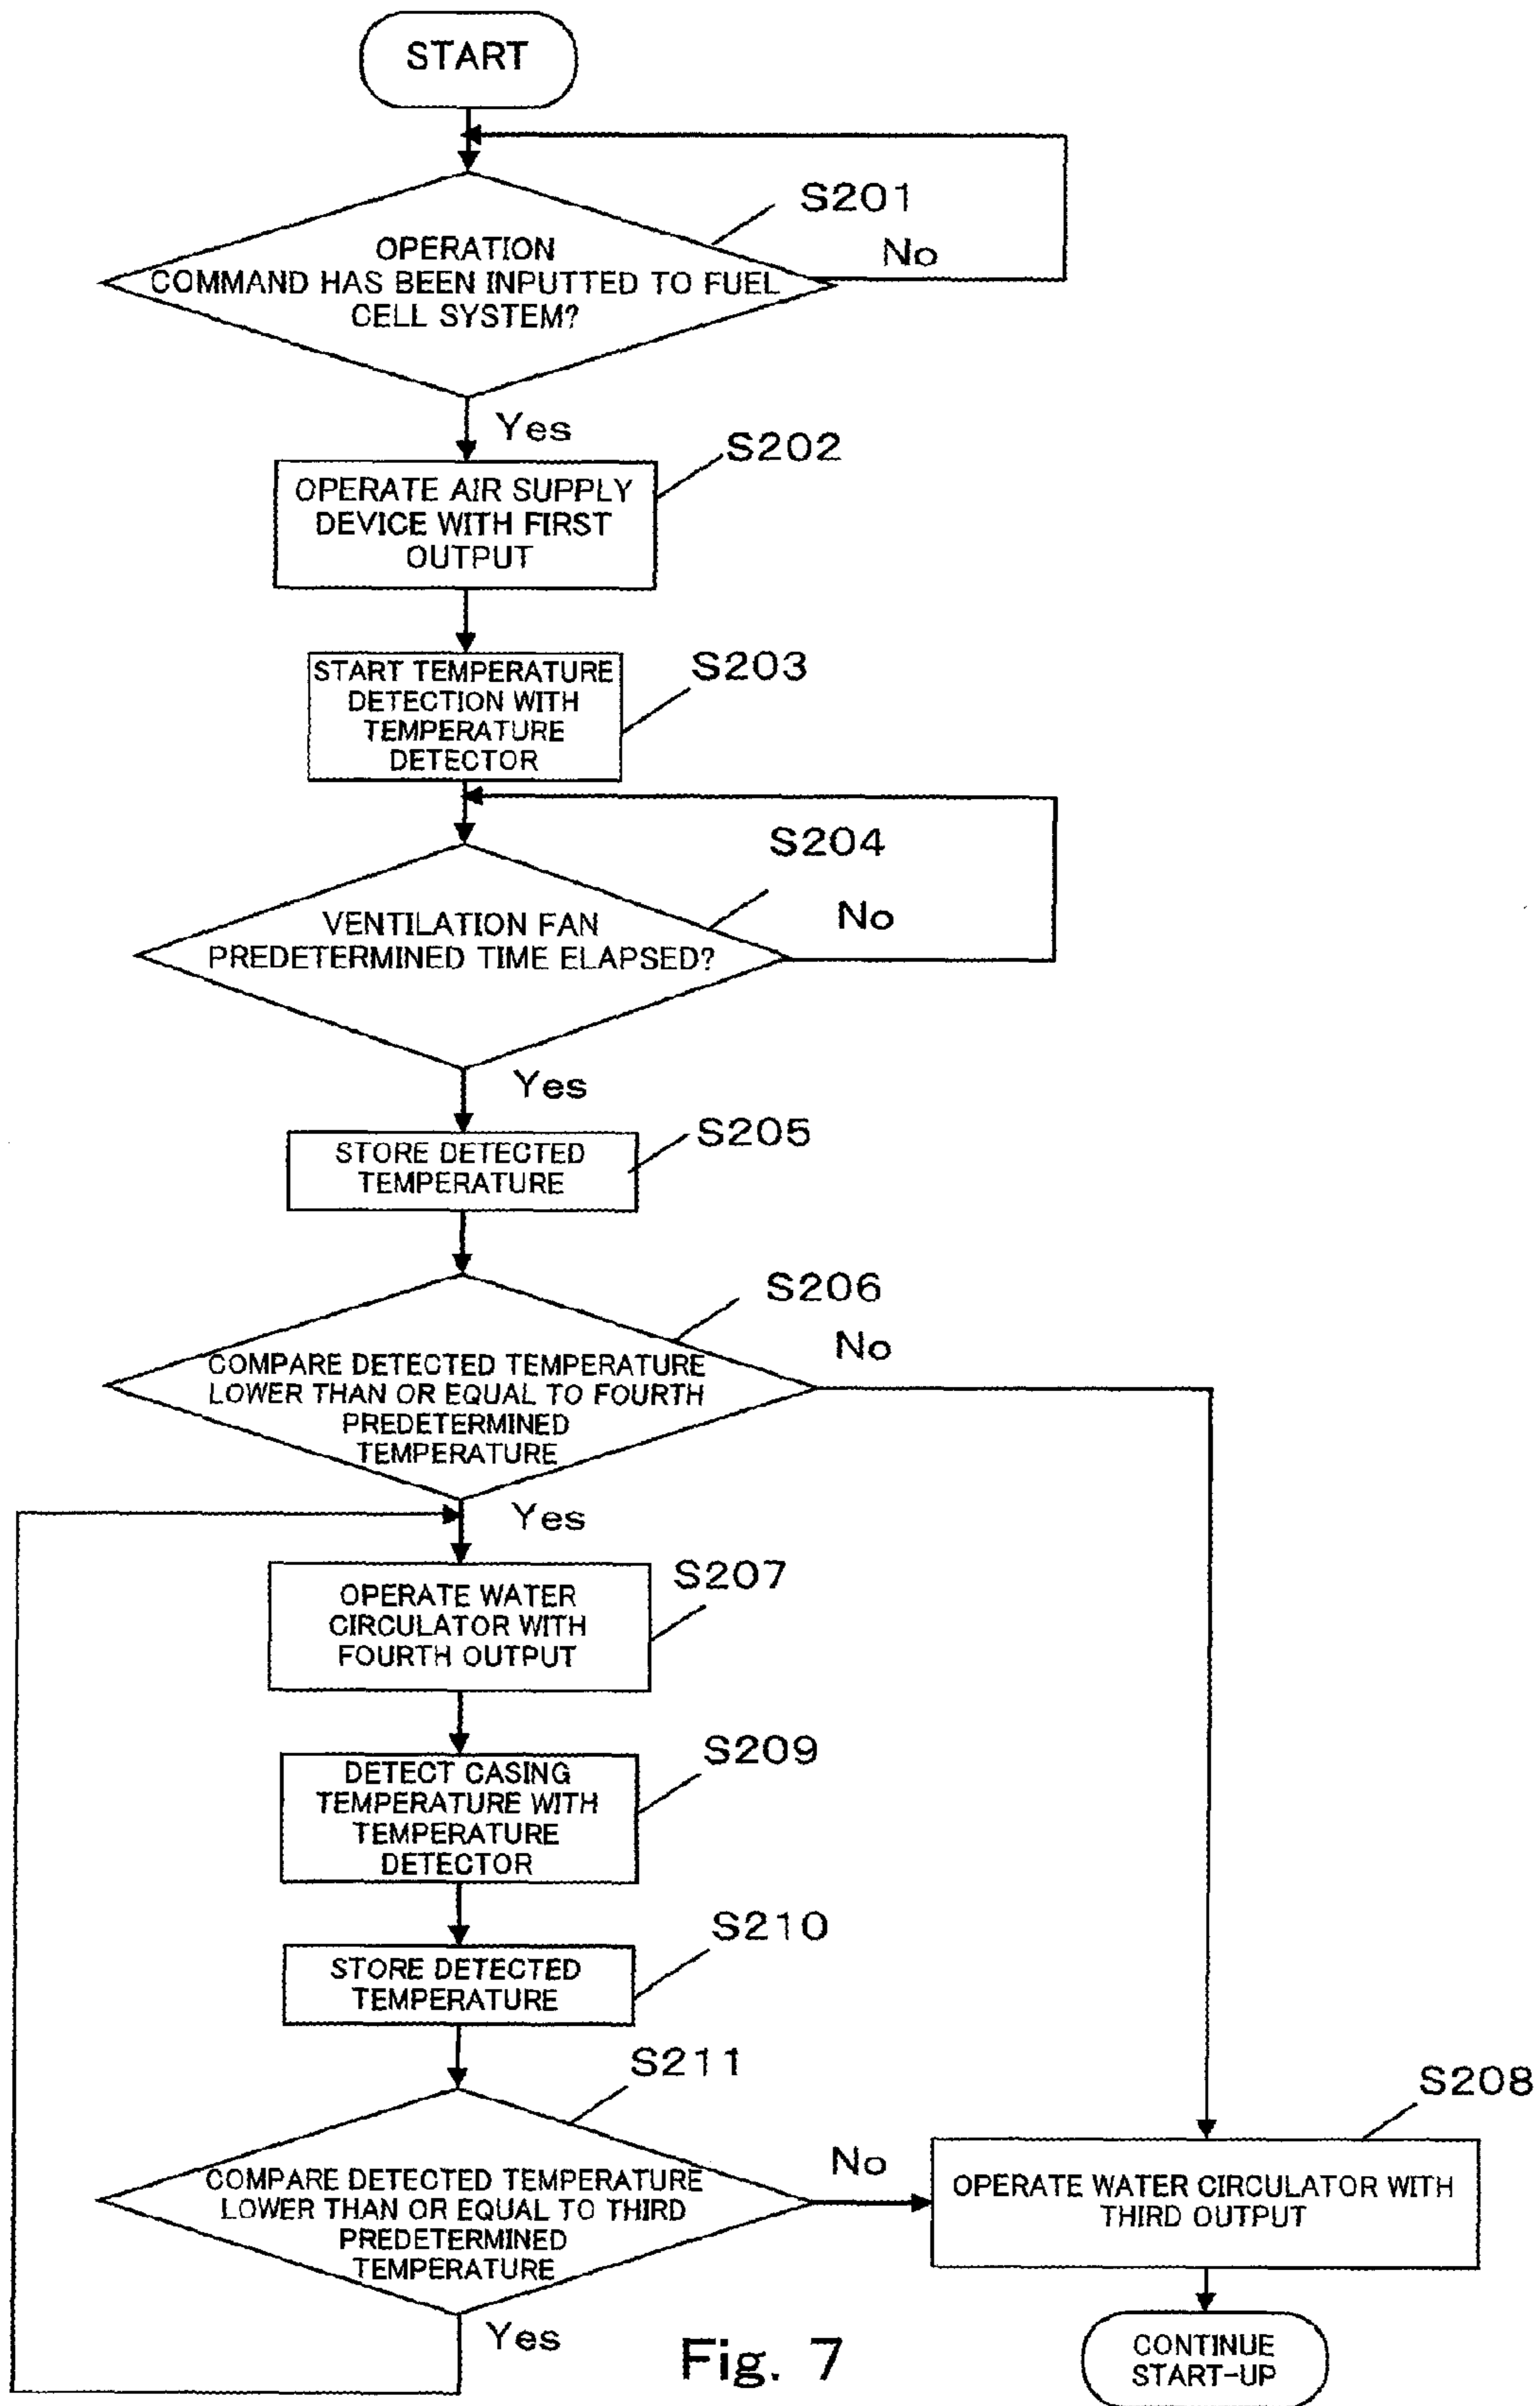 START
S201
No
OPERATION
COMMAND HAS BEEN INPUTTED TO FUEL
CELL SYSTEM?
Yes
S202
OPERATE AIR SUPPLY
DEVICE WITH FIRST
OUTPUT
S203
START TEMPERATURE
DETECTION WITH
TEMPERATURE
DETECTOR
S204
No
VENTILATION FAN
PREDETERMINED TIME ELAPSED?
Yes
S205
STORE DETECTED
TEMPERATURE
S206
No
COMPARE DETECTED TEMPERATURE
LOWER THAN OR EQUAL TO FOURTH
PREDETERMINED
TEMPERATURE
Yes
S207
OPERATE WATER
CIRCULATOR WITH
FOURTH OUTPUT
S209
DETECT CASING
TEMPERATURE WITH
TEMPERATURE
DETECTOR
S210
STORE DETECTED
TEMPERATURE
S211
No
COMPARE DETECTED TEMPERATURE
LOWER THAN OR EQUAL TO THIRD
PREDETERMINED
TEMPERATURE
Yes
S208
OPERATE WATER CIRCULATOR WITH
THIRD OUTPUT
CONTINUE
START-UP
Fig. 7